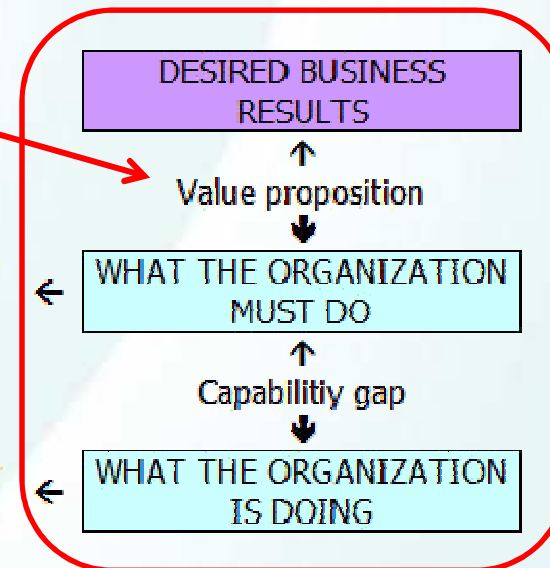 DESIRED BUSINESS
RESULTS
Value proposition
WHAT THE ORGANIZATION
MUST DO
Capabilitiy gap
WHAT THE ORGANIZATION
IS DOING